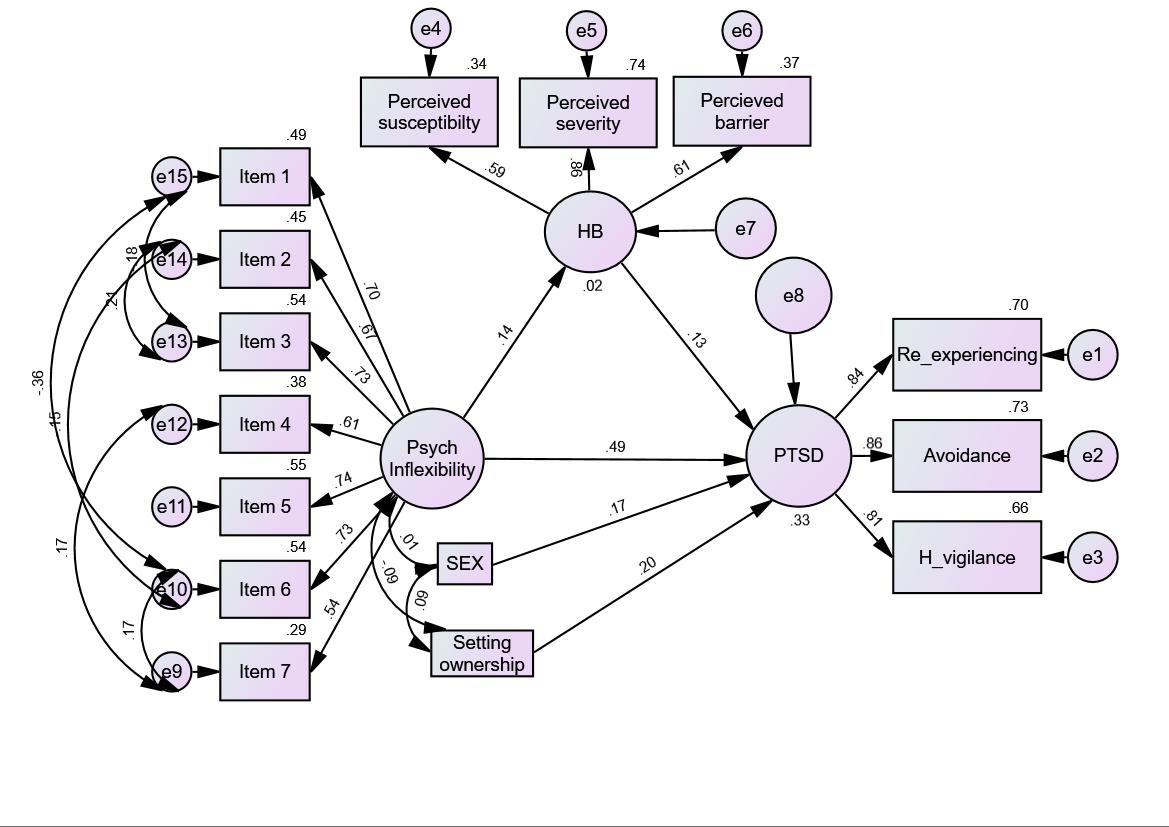 e4
e5
e6
.34
.74
.37
Perceived
susceptibilty
Perceived
severity
Percieved
barrier
.59
.86
.61
HB
e7
.02
e8
.49
e15
Item 1
.45
e14
Item 2
.54
e13
Item 3
.38
e12
Item 4
.55
e11
Item 5
.54
e10
Item 6
.29
e9
Item 7
.18
.21
-.36
.15
.17
.17
.70
.67
.73
.61
.74
.73
.54
Psych
Inflexibility
.14
.13
.49
.17
.20
.01
-.09
.09
SEX
Setting
ownership
PTSD
.33
.84
.86
.81
.70
Re_experiencing
e1
.73
Avoidance
e2
.66
H_vigilance
e3